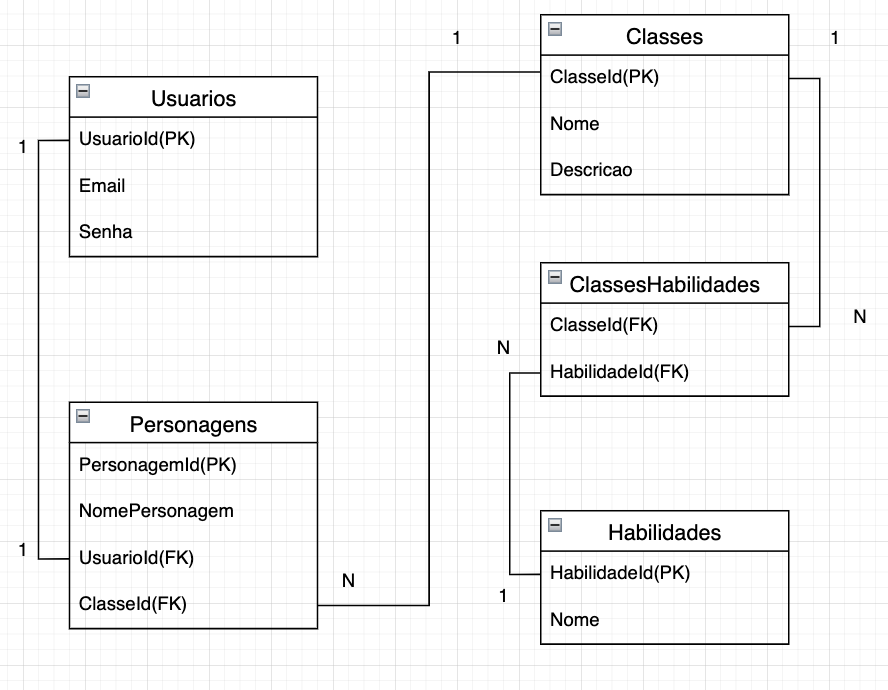 Usuarios
UsuarioId(PK)
Email
Senha
1
1
Personagens
PersonagemId(PK)
NomePersonagem
UsuarioId(FK)
ClasseId(FK)
N
1
Classes
ClasseId(PK)
Nome
Descricao
1
ClassesHabilidades
ClasseId(FK)
HabilidadeId(FK)
N
N
Habilidades
HabilidadeId(PK)
Nome
1